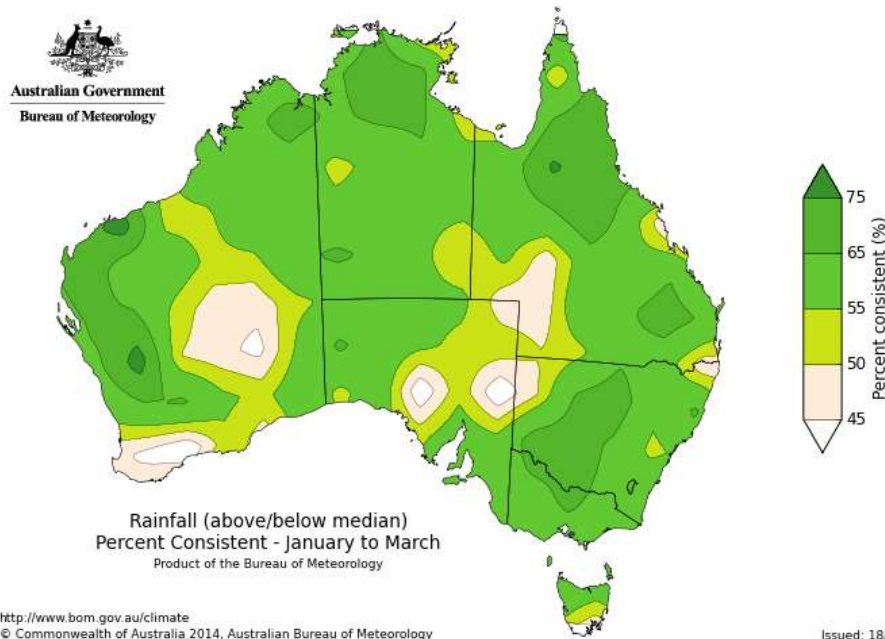 Australian Government
Bureau of Meteorology
75
65
55
50
45
Percent consistent (%)
Rainfall (above/below median)
Percent Consistent - January to March
Product of the Bureau of Meteorology
http://www.bom.gov.au/climate
© Commonwealth of Australia 2014, Australian Bureau of Meteorology
Issued: 18